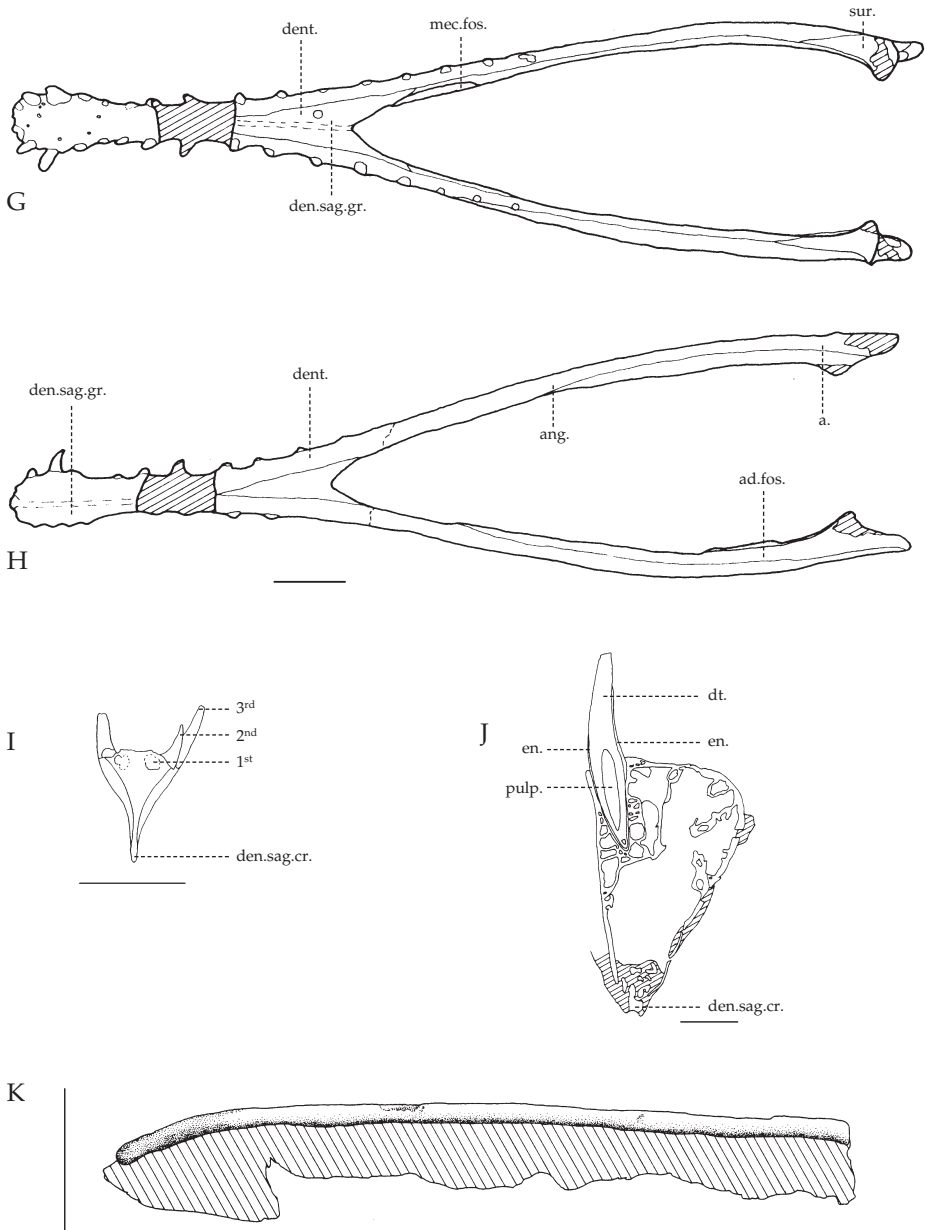 sur.
mec.fos.
dent.
G
den.sag.gr.
dent.
den.sag.gr.
ang.
a.
ad.fos.
H
I
3rd
2nd
1st
den.sag.cr.
J
dt.
en.
en.
pulp.
den.sag.cr.
K